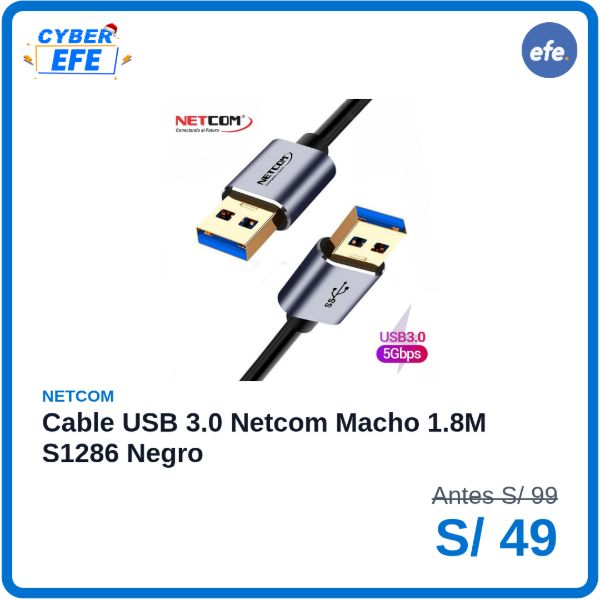 CYBER
EFE
efe.
NETCOM®
Conectando al Futuro
NETCOM
SS
USB3.0
5Gbps
NETCOM
Cable USB 3.0 Netcom Macho 1.8M
S1286 Negro
Antes S/ 99
S/ 49